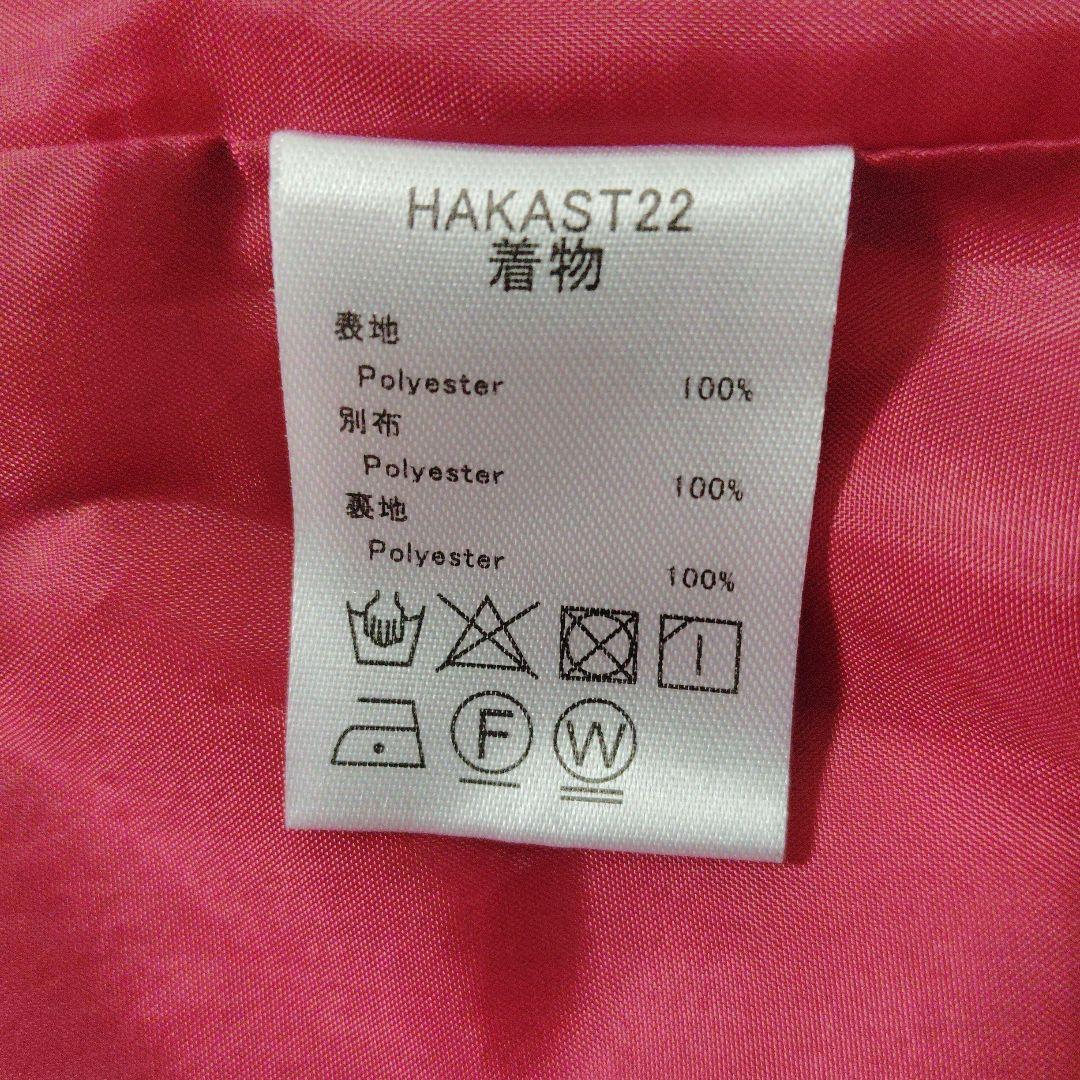 HAKAST22
着物
表地
Polyester 100%
別布
Polyester 100%
裏地
Polyester 100%
F W